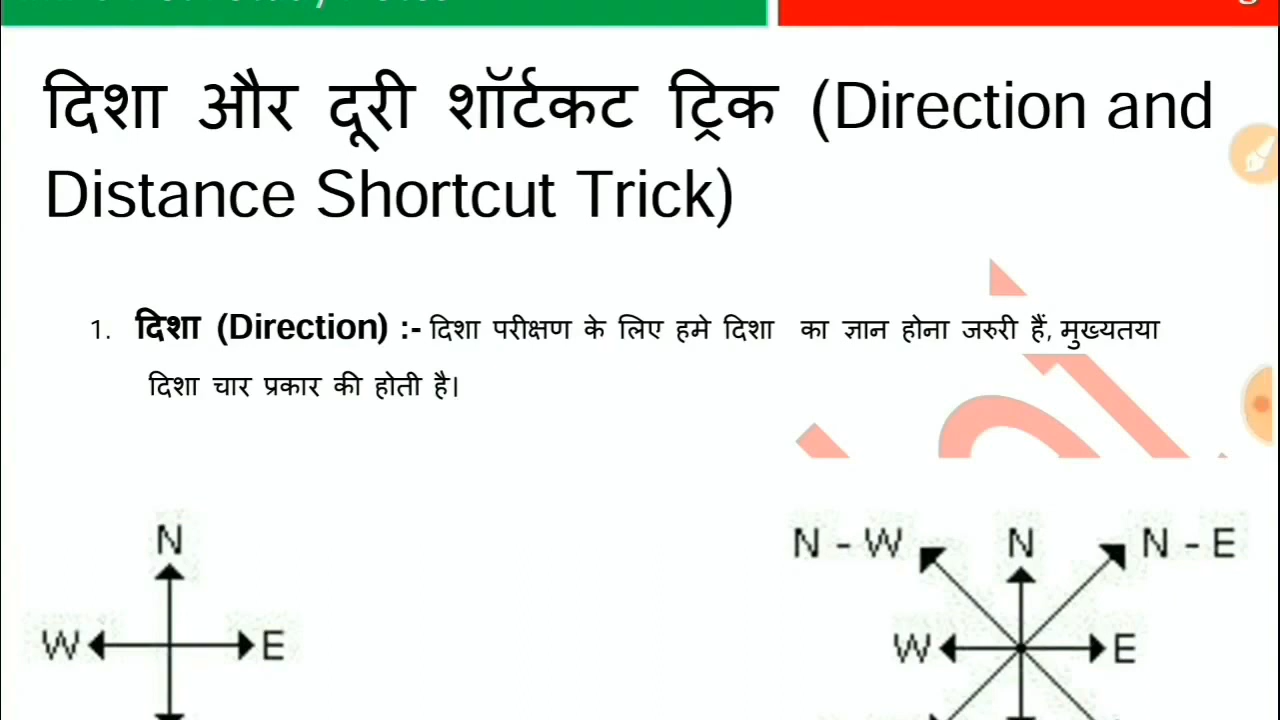 दिशा और दूरी शॉर्टकट ट्रिक (Direction and
Distance Shortcut Trick)
1. दिशा (Direction) :- दिशा परीक्षण के लिए हमे दिशा का ज्ञान होना जरुरी हैं, मुख्यतया
दिशा चार प्रकार की होती है।
N
W E
N - W N N - E
W E